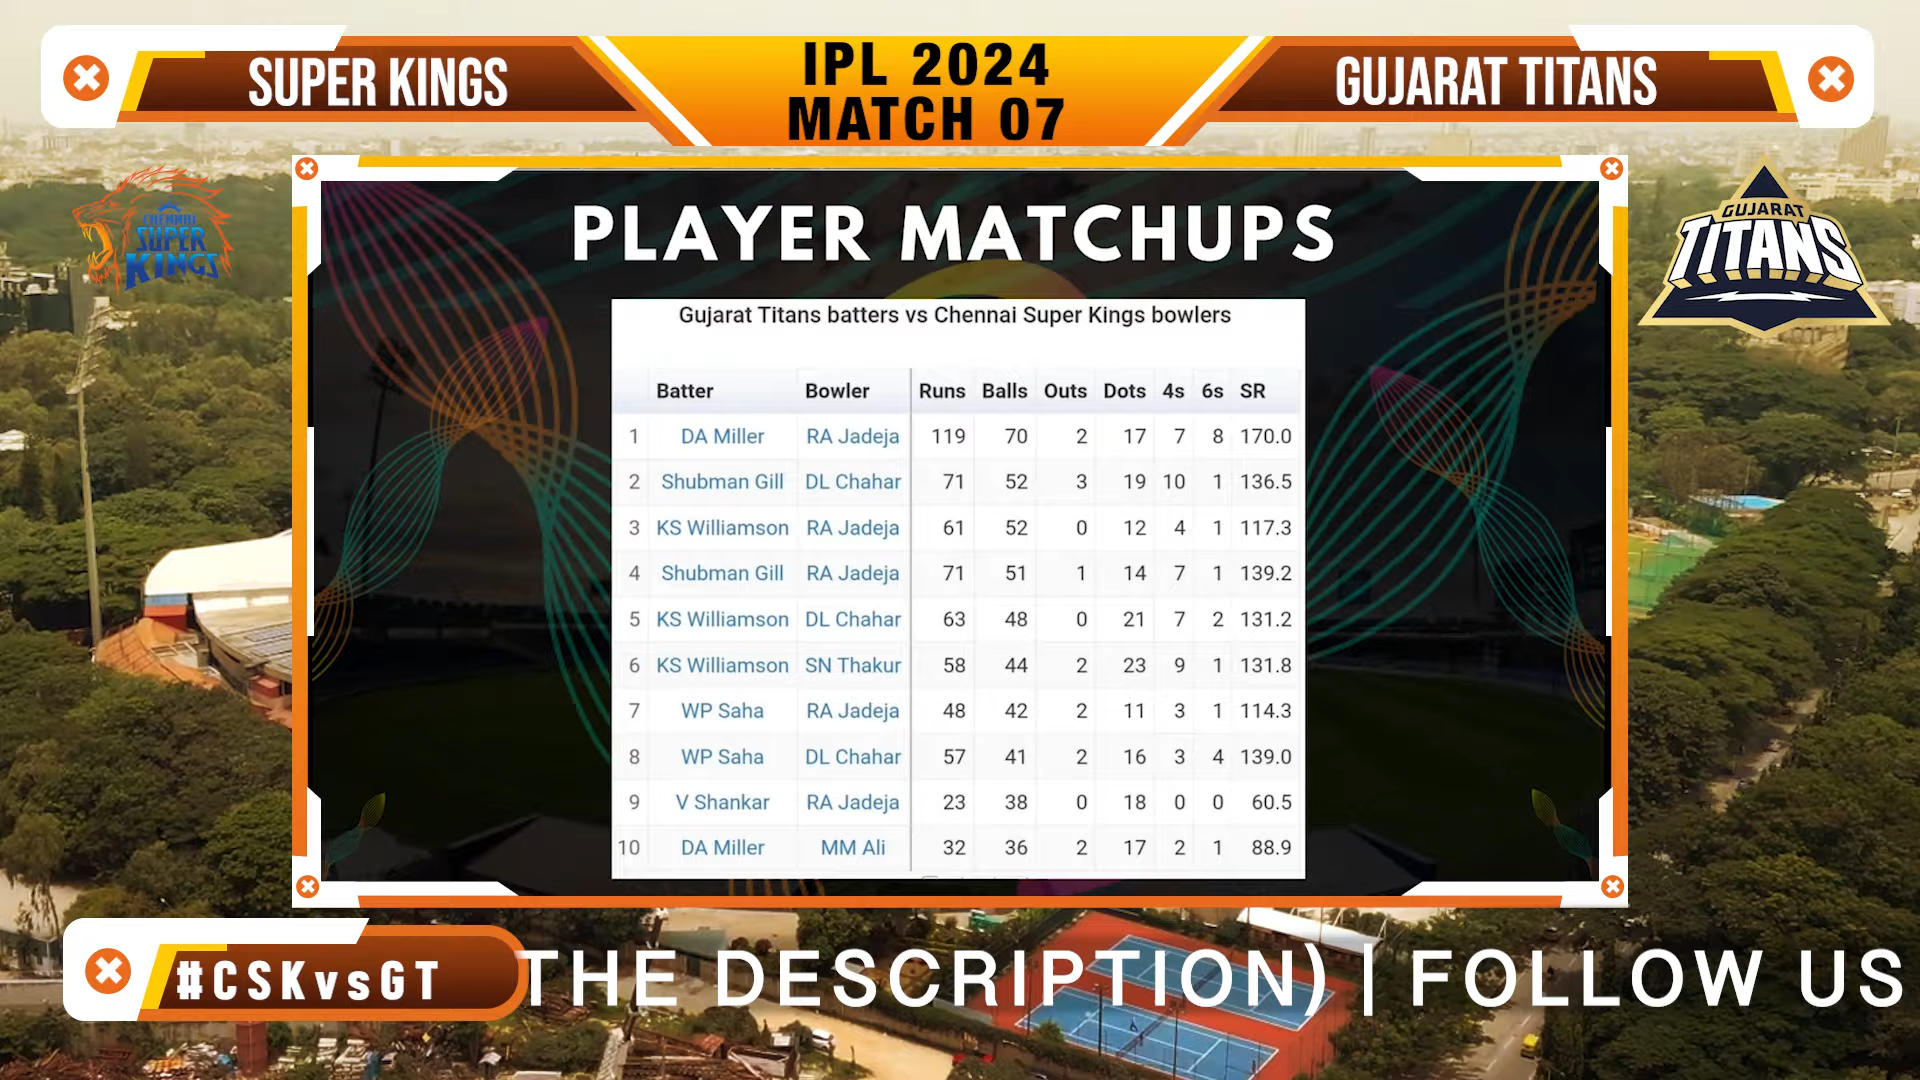 SUPER KINGS
IPL 2024
MATCH 07
GUJARAT TITANS
CHENNAI
SUPER
KINGS
GUJARAT
TITANS
PLAYER MATCHUPS
Gujarat Titans batters vs Chennai Super Kings bowlers
Batter Bowler Runs Balls Outs Dots 4s 6s SR
1 DA Miller RA Jadeja 119 70 2 17 7 8 170.0
2 Shubman Gill DL Chahar 71 52 3 19 10 1 136.5
3 KS Williamson RA Jadeja 61 52 0 12 4 1 117.3
4 Shubman Gill RA Jadeja 71 51 1 14 7 1 139.2
5 KS Williamson DL Chahar 63 48 0 21 7 2 131.2
6 KS Williamson SN Thakur 58 44 2 23 9 1 131.8
7 WP Saha RA Jadeja 48 42 2 11 3 1 114.3
8 WP Saha DL Chahar 57 41 2 16 3 4 139.0
9 V Shankar RA Jadeja 23 38 0 18 0 0 60.5
10 DA Miller MM Ali 32 36 2 17 2 1 88.9
#CSKvsGT
THE DESCRIPTION) | FOLLOW US